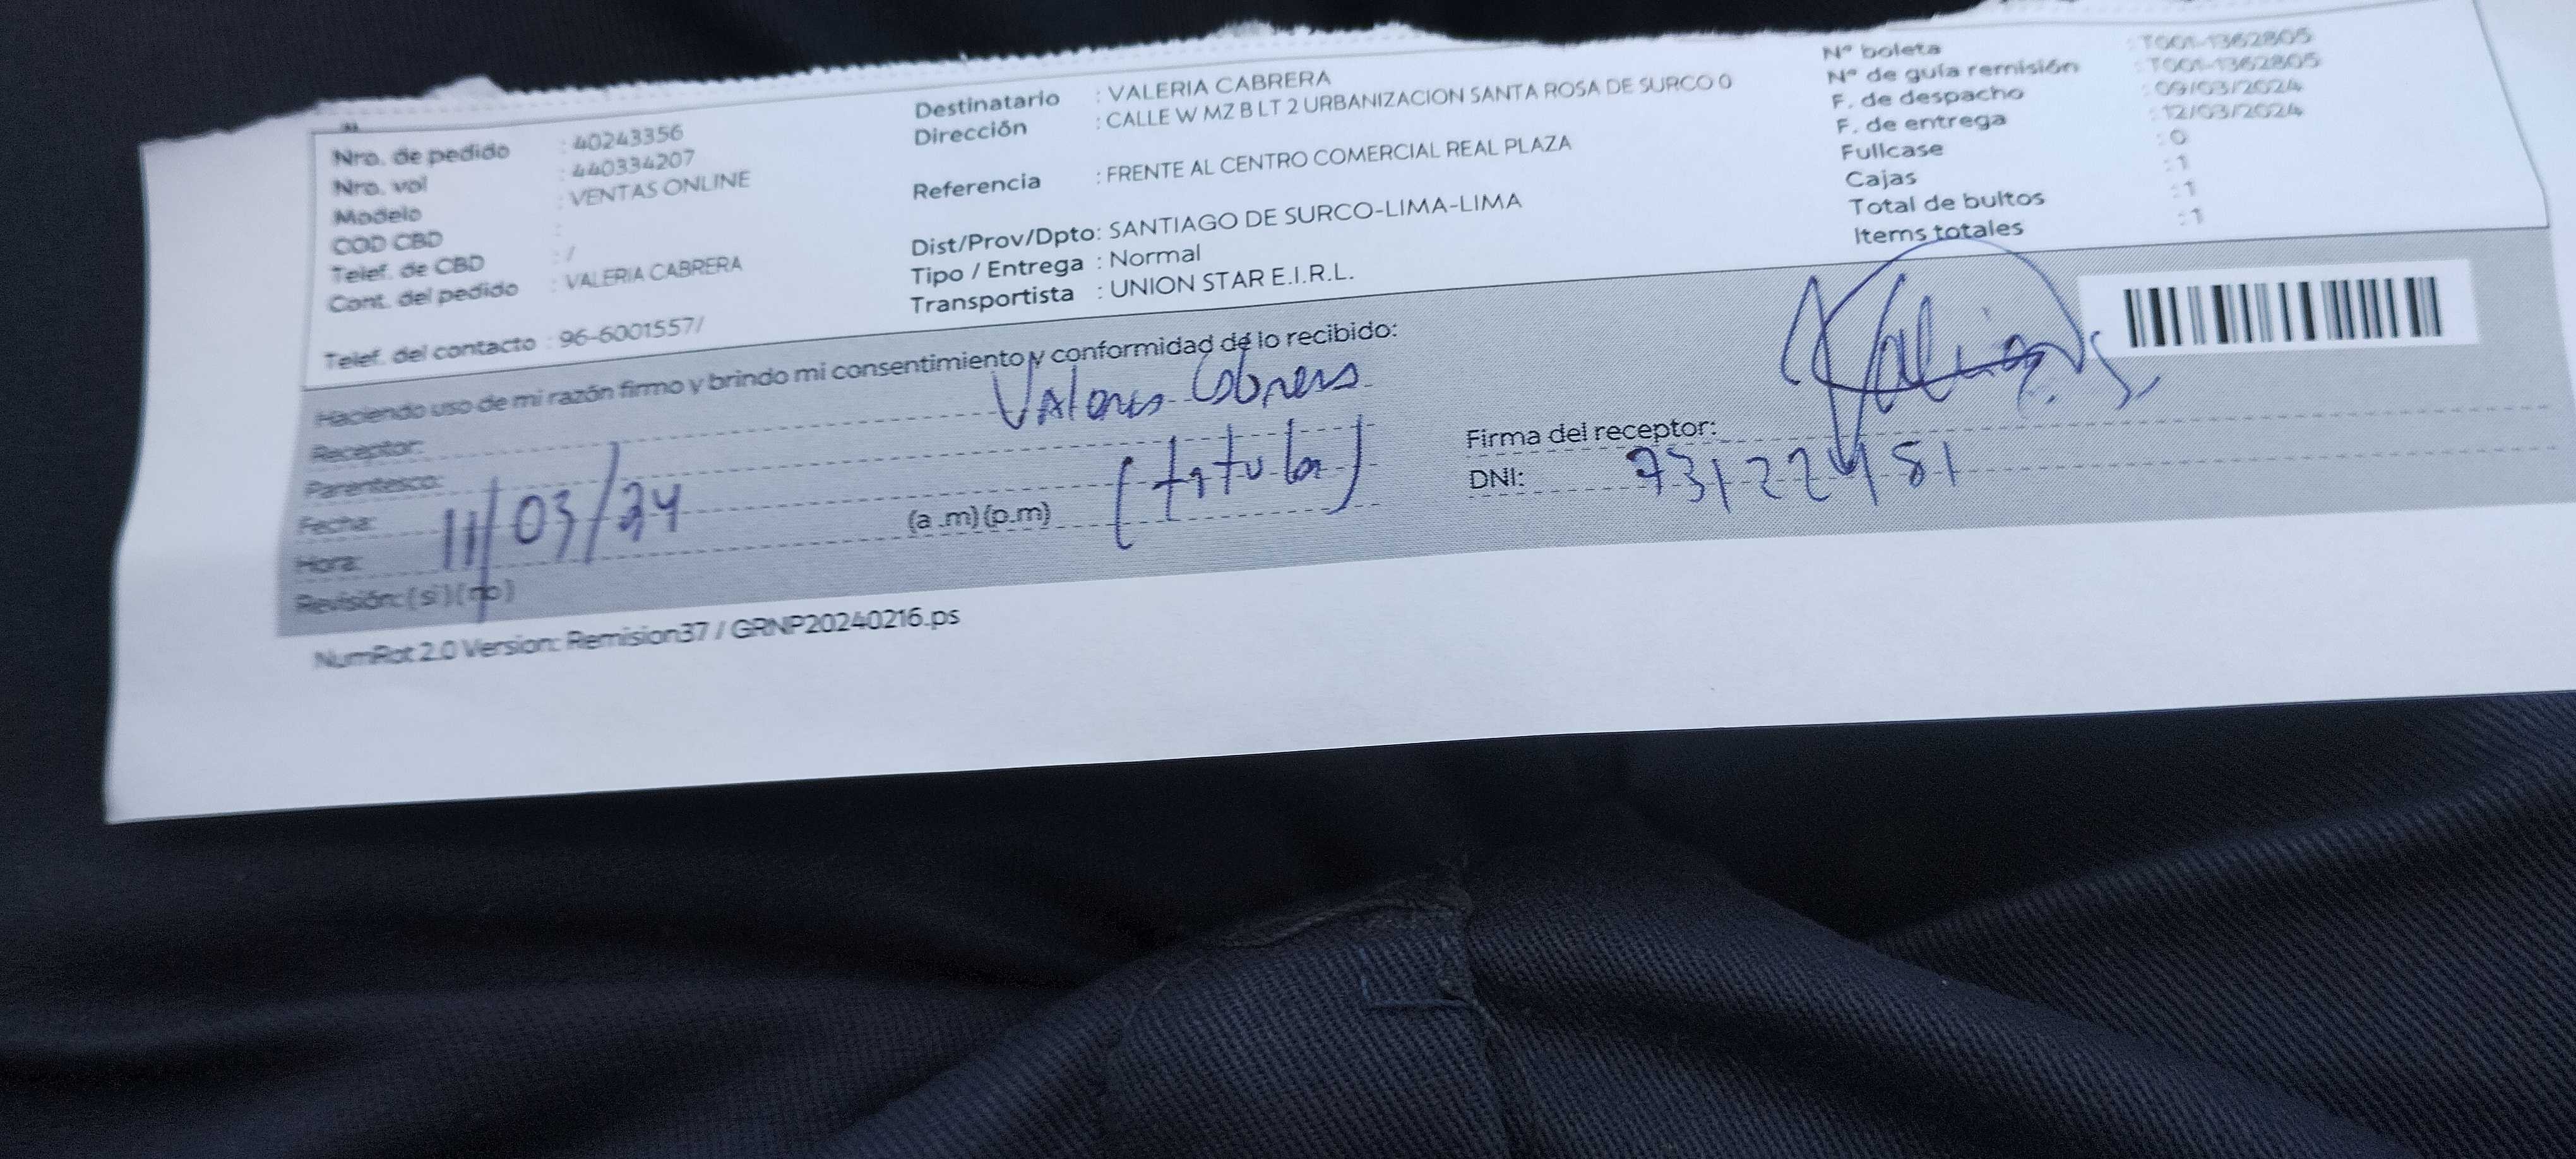 Nro. de pedido : 40243356
Nro. vol : 440334207
Modelo : VENTAS ONLINE
COD CBD :
Telef. de CBD : /
Cont. del pedido : VALERIA CABRERA
Telef. del contacto : 96-6001557/
Destinatario : VALERIA CABRERA
Dirección : CALLE W MZ B LT 2 URBANIZACION SANTA ROSA DE SURCO 0
Referencia : FRENTE AL CENTRO COMERCIAL REAL PLAZA
Dist/Prov/Dpto: SANTIAGO DE SURCO-LIMA-LIMA
Tipo / Entrega : Normal
Transportista : UNION STAR E.I.R.L.
N° boleta : T001-1362805
N° de guía remisión : T001-1362805
F. de despacho : 09/03/2024
F. de entrega : 12/03/2024
Fullcase : 0
Cajas : 1
Total de bultos : 1
Items totales : 1
Haciendo uso de mi razón firmo y brindo mi consentimiento y conformidad de lo recibido:
Receptor: Valeria Cabrera
Parentesco: (titular)
Fecha: 11/03/24
Hora: (a .m) (p.m)
Revisión: ( si ) ( no )
Firma del receptor:
DNI: 73122481
NumRot 2.0 Version: Remision37 / GRNP20240216.ps